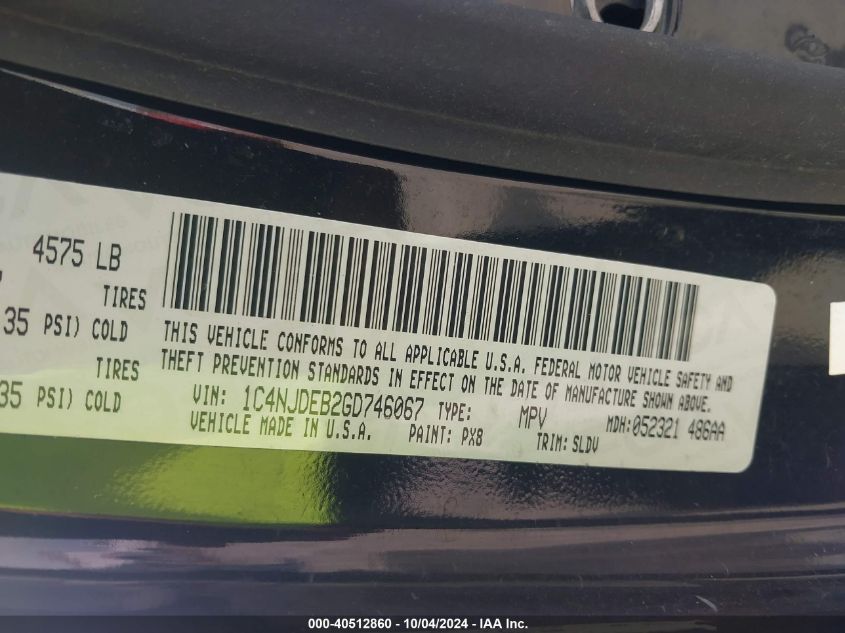 4575 LB
TIRES
35 PSI) COLD
TIRES
35 PSI) COLD
THIS VEHICLE CONFORMS TO ALL APPLICABLE U.S.A. FEDERAL MOTOR VEHICLE SAFETY AND
THEFT PREVENTION STANDARDS IN EFFECT ON THE DATE OF MANUFACTURE SHOWN ABOVE.
VIN: 1C4NJDEB2GD746067 TYPE: MPV MDH:052321 486AA
VEHICLE MADE IN U.S.A. PAINT: PX8 TRIM: SLDV
000-40512860 - 10/04/2024 - IAA Inc.